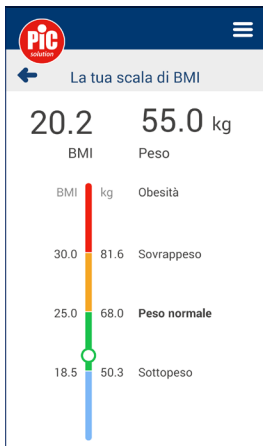 PiC
solution
La tua scala di BMI
20.2 55.0 kg
BMI Peso
BMI kg Obesità
30.0 81.6 Sovrappeso
25.0 68.0 Peso normale
18.5 50.3 Sottopeso